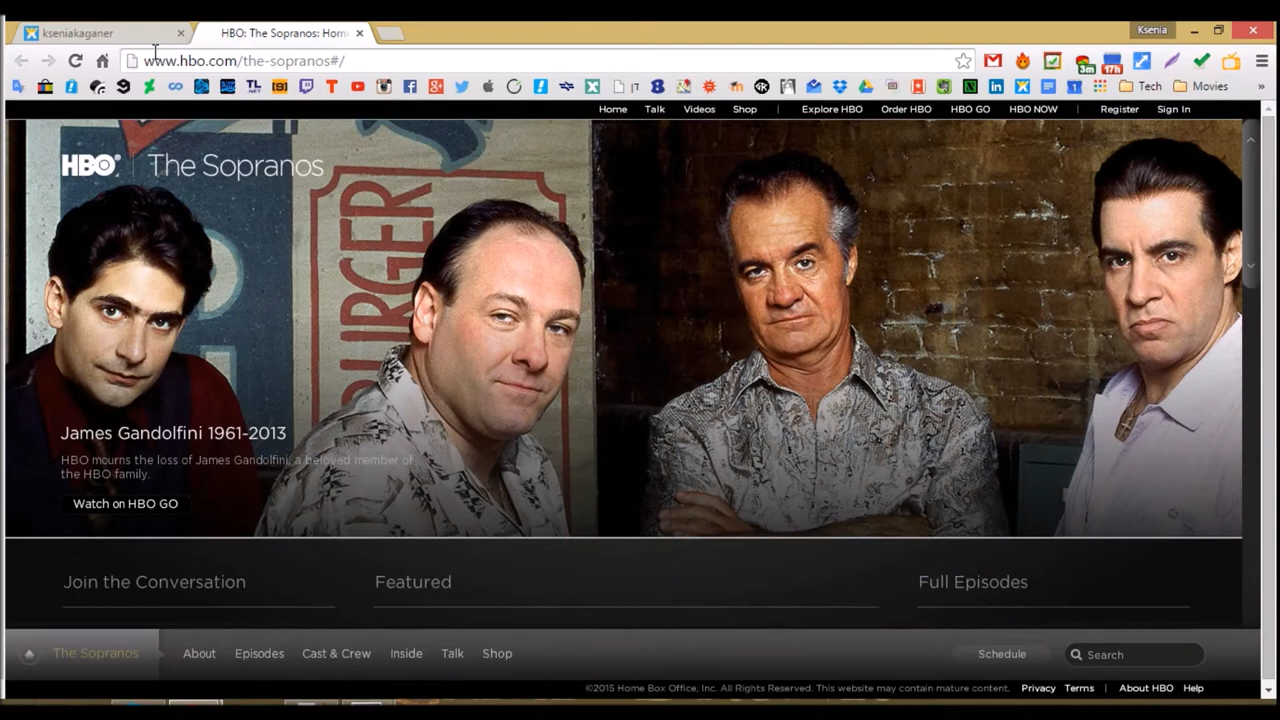 kseniakaganer
HBO: The Sopranos: Hom
Ksenia
www.hbo.com/the-sopranos#/
3m
17h
Tech
Movies
Home Talk Videos Shop | Explore HBO Order HBO HBO GO HBO NOW | Register Sign In
HBO | The Sopranos
BURGER
James Gandolfini 1961-2013
HBO mourns the loss of James Gandolfini, a beloved member of
the HBO family.
Watch on HBO GO
Join the Conversation
Featured
Full Episodes
The Sopranos About Episodes Cast & Crew Inside Talk Shop Schedule Search
©2015 Home Box Office, Inc. All Rights Reserved. This website may contain mature content. Privacy Terms | About HBO Help